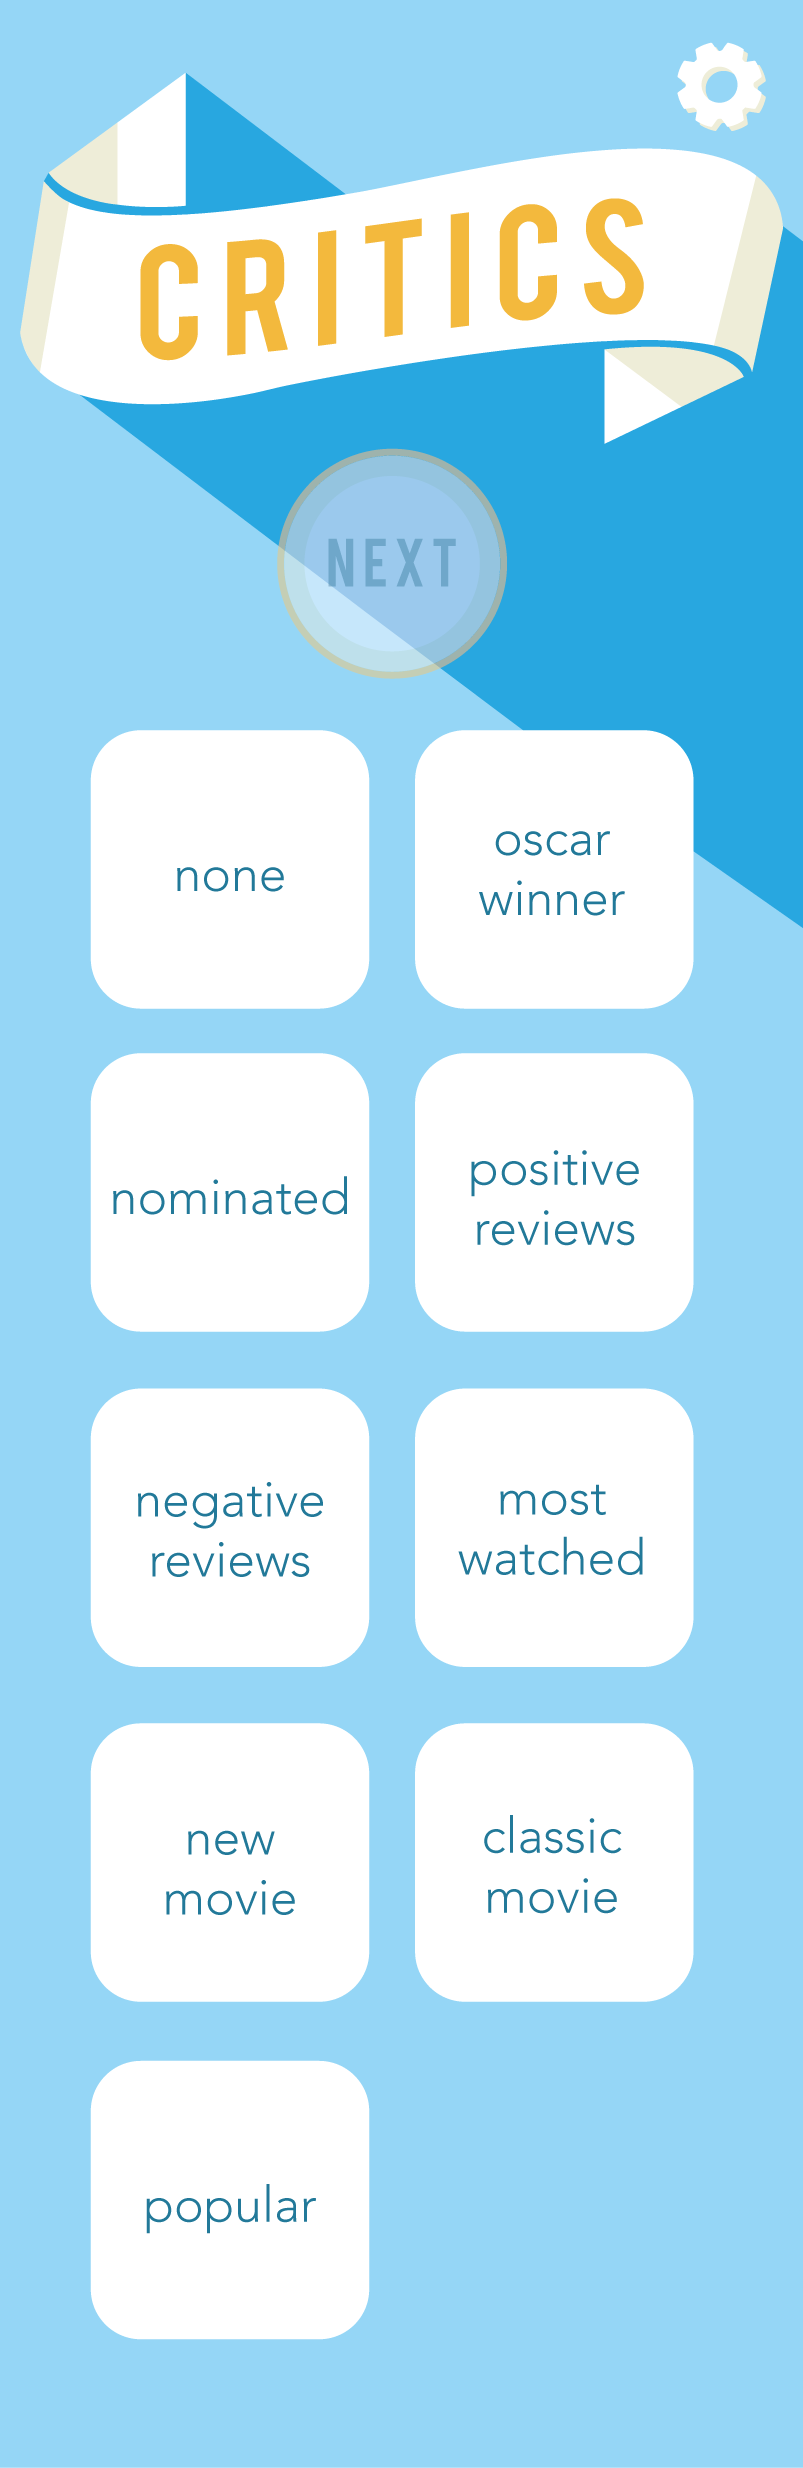 CRITICS
NEXT
none
oscar
winner
nominated
positive
reviews
negative
reviews
most
watched
new
movie
classic
movie
popular